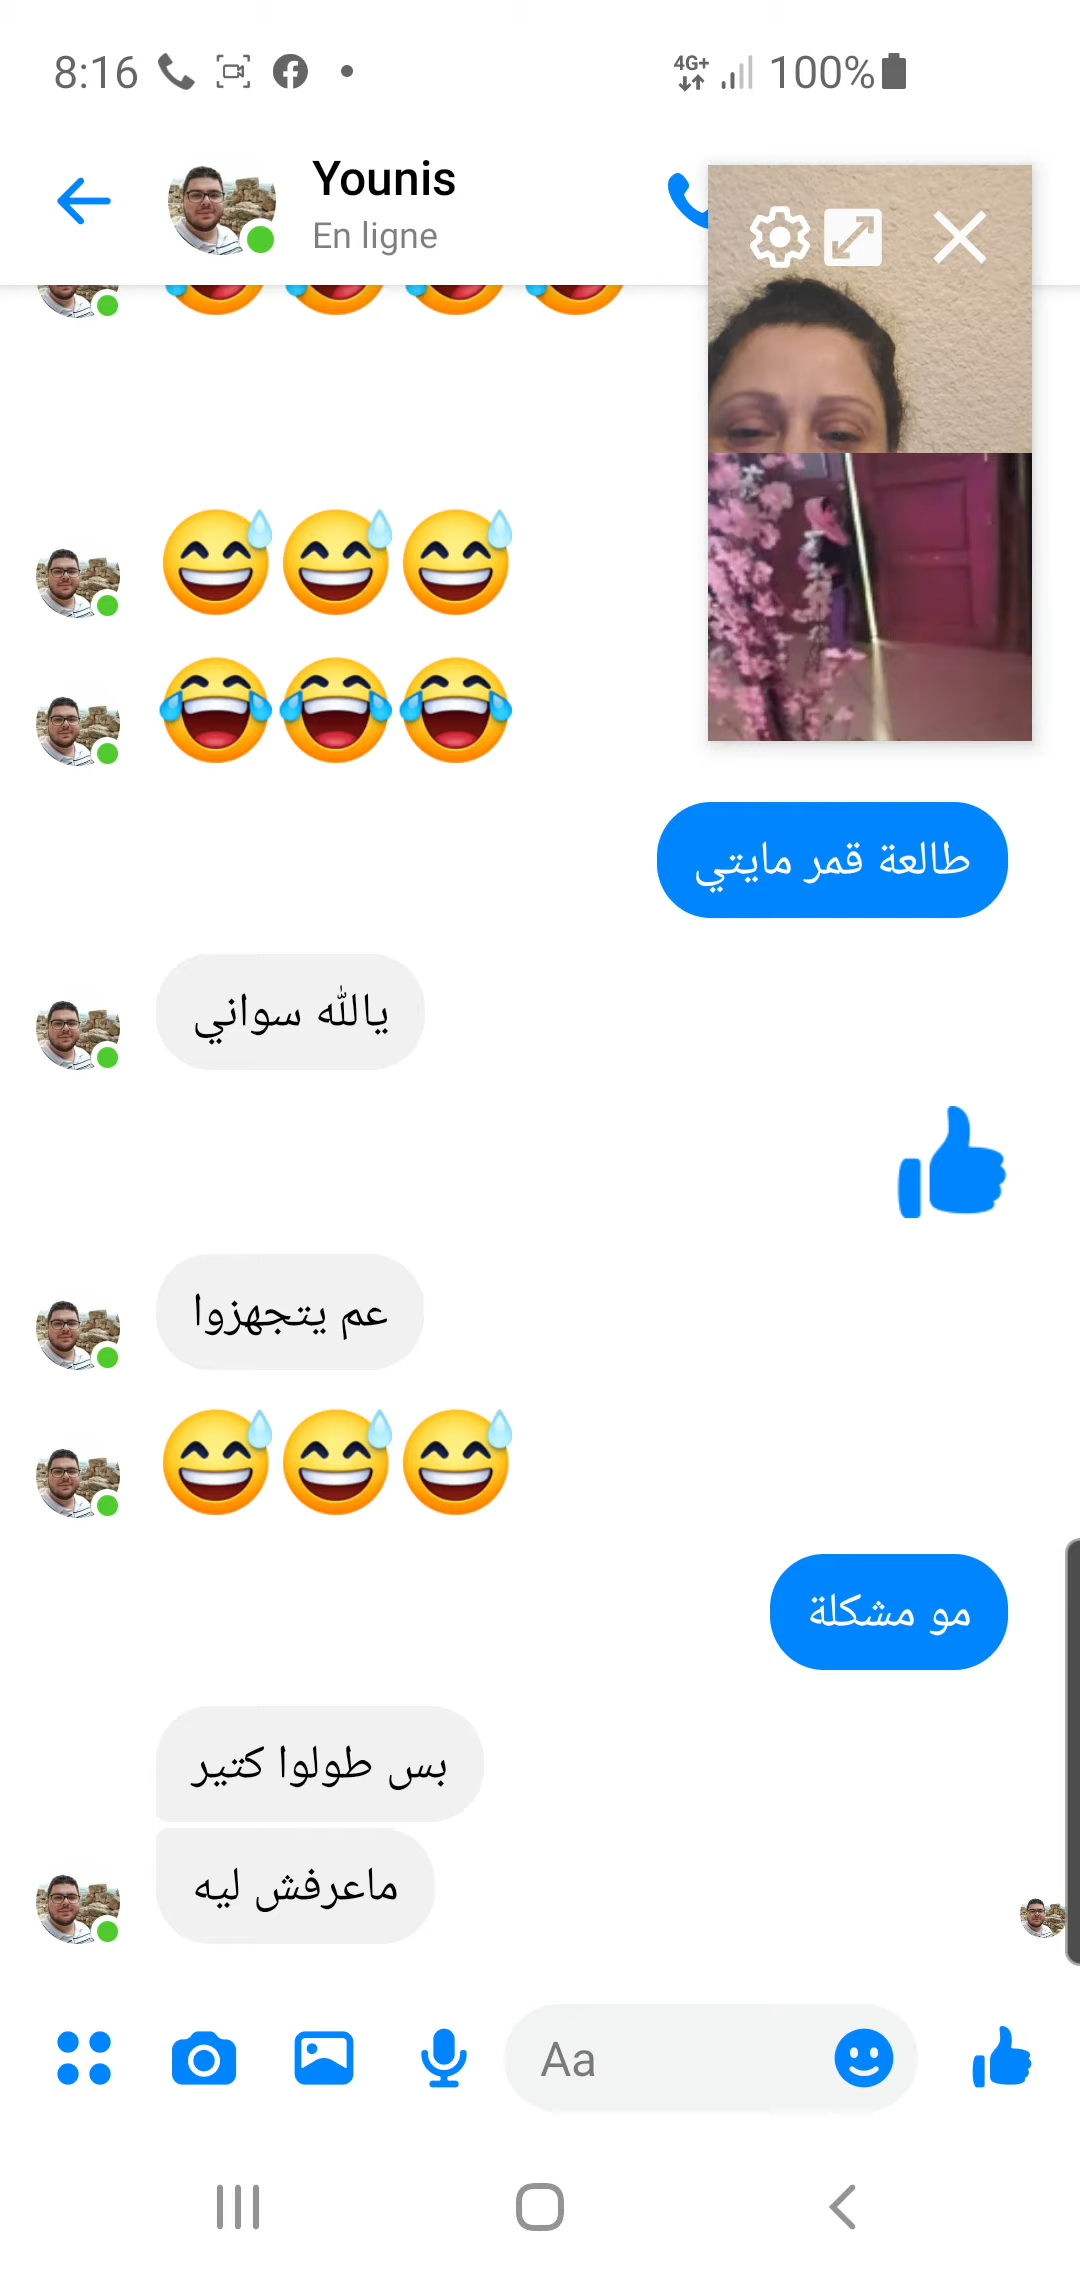 8:16
4G+
100%
Younis
En ligne
طالعة قمر مايتي
يالله سواني
عم يتجهزوا
مو مشكلة
بس طولوا كتير
ماعرفش ليه
Aa